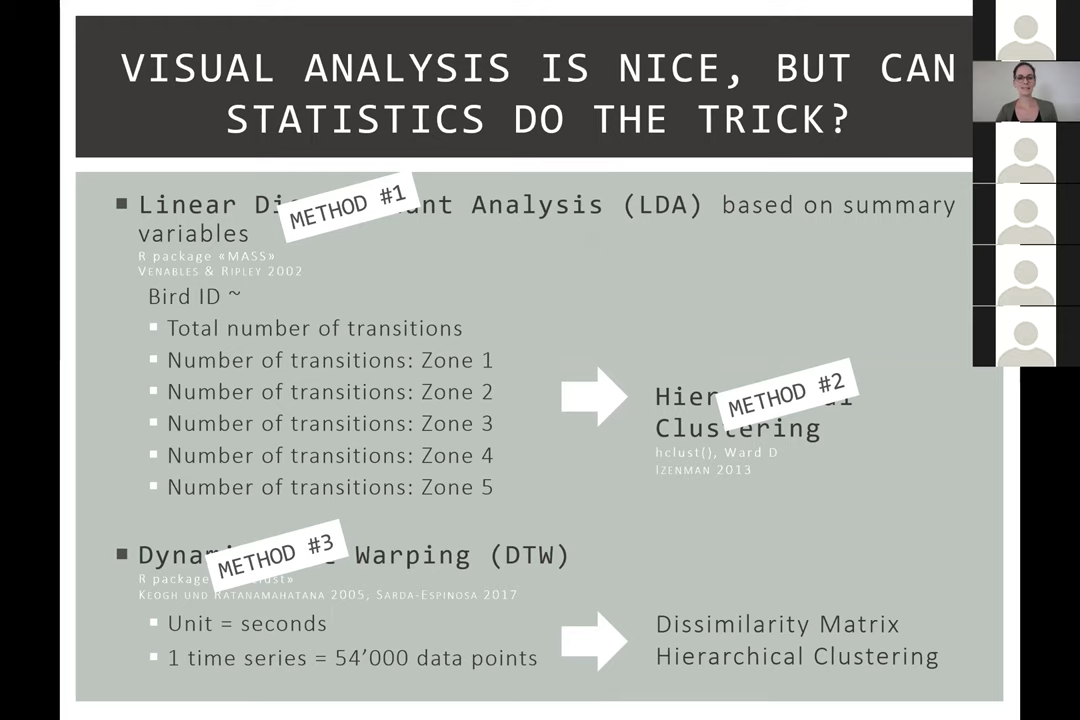 VISUAL ANALYSIS IS NICE, BUT CAN
STATISTICS DO THE TRICK?
Linear Analysis (LDA) based on summary
METHOD #1
variables
R package «MASS»
VENABLES & RIPLEY 2002
Bird ID ~
Total number of transitions
Number of transitions: Zone 1
Number of transitions: Zone 2
Number of transitions: Zone 3
Number of transitions: Zone 4
Number of transitions: Zone 5
METHOD #2
Clustering
hclust(), Ward D
IZENMAN 2013
Warping (DTW)
METHOD #3
R package
KEOGH UND RATANAMAHATANA 2005, SARDA-ESPINOSA 2017
Unit = seconds
1 time series = 54’000 data points
Dissimilarity Matrix
Hierarchical Clustering